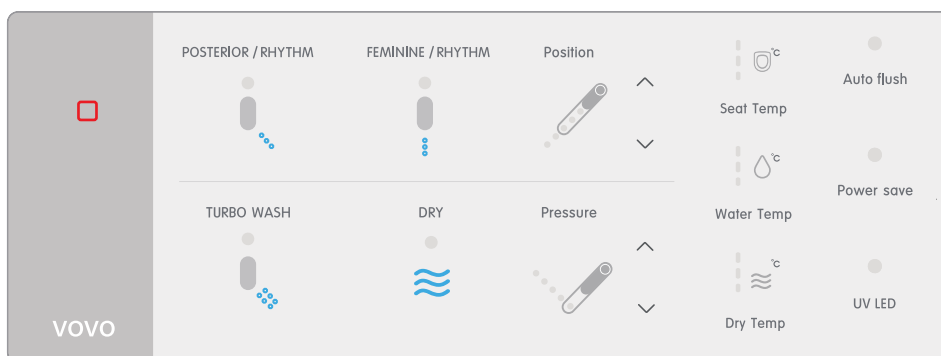 POSTERIOR / RHYTHM
FEMININE / RHYTHM
Position
°C
Seat Temp
Auto flush
°C
Water Temp
Power save
TURBO WASH
DRY
Pressure
°C
Dry Temp
UV LED
VOVO